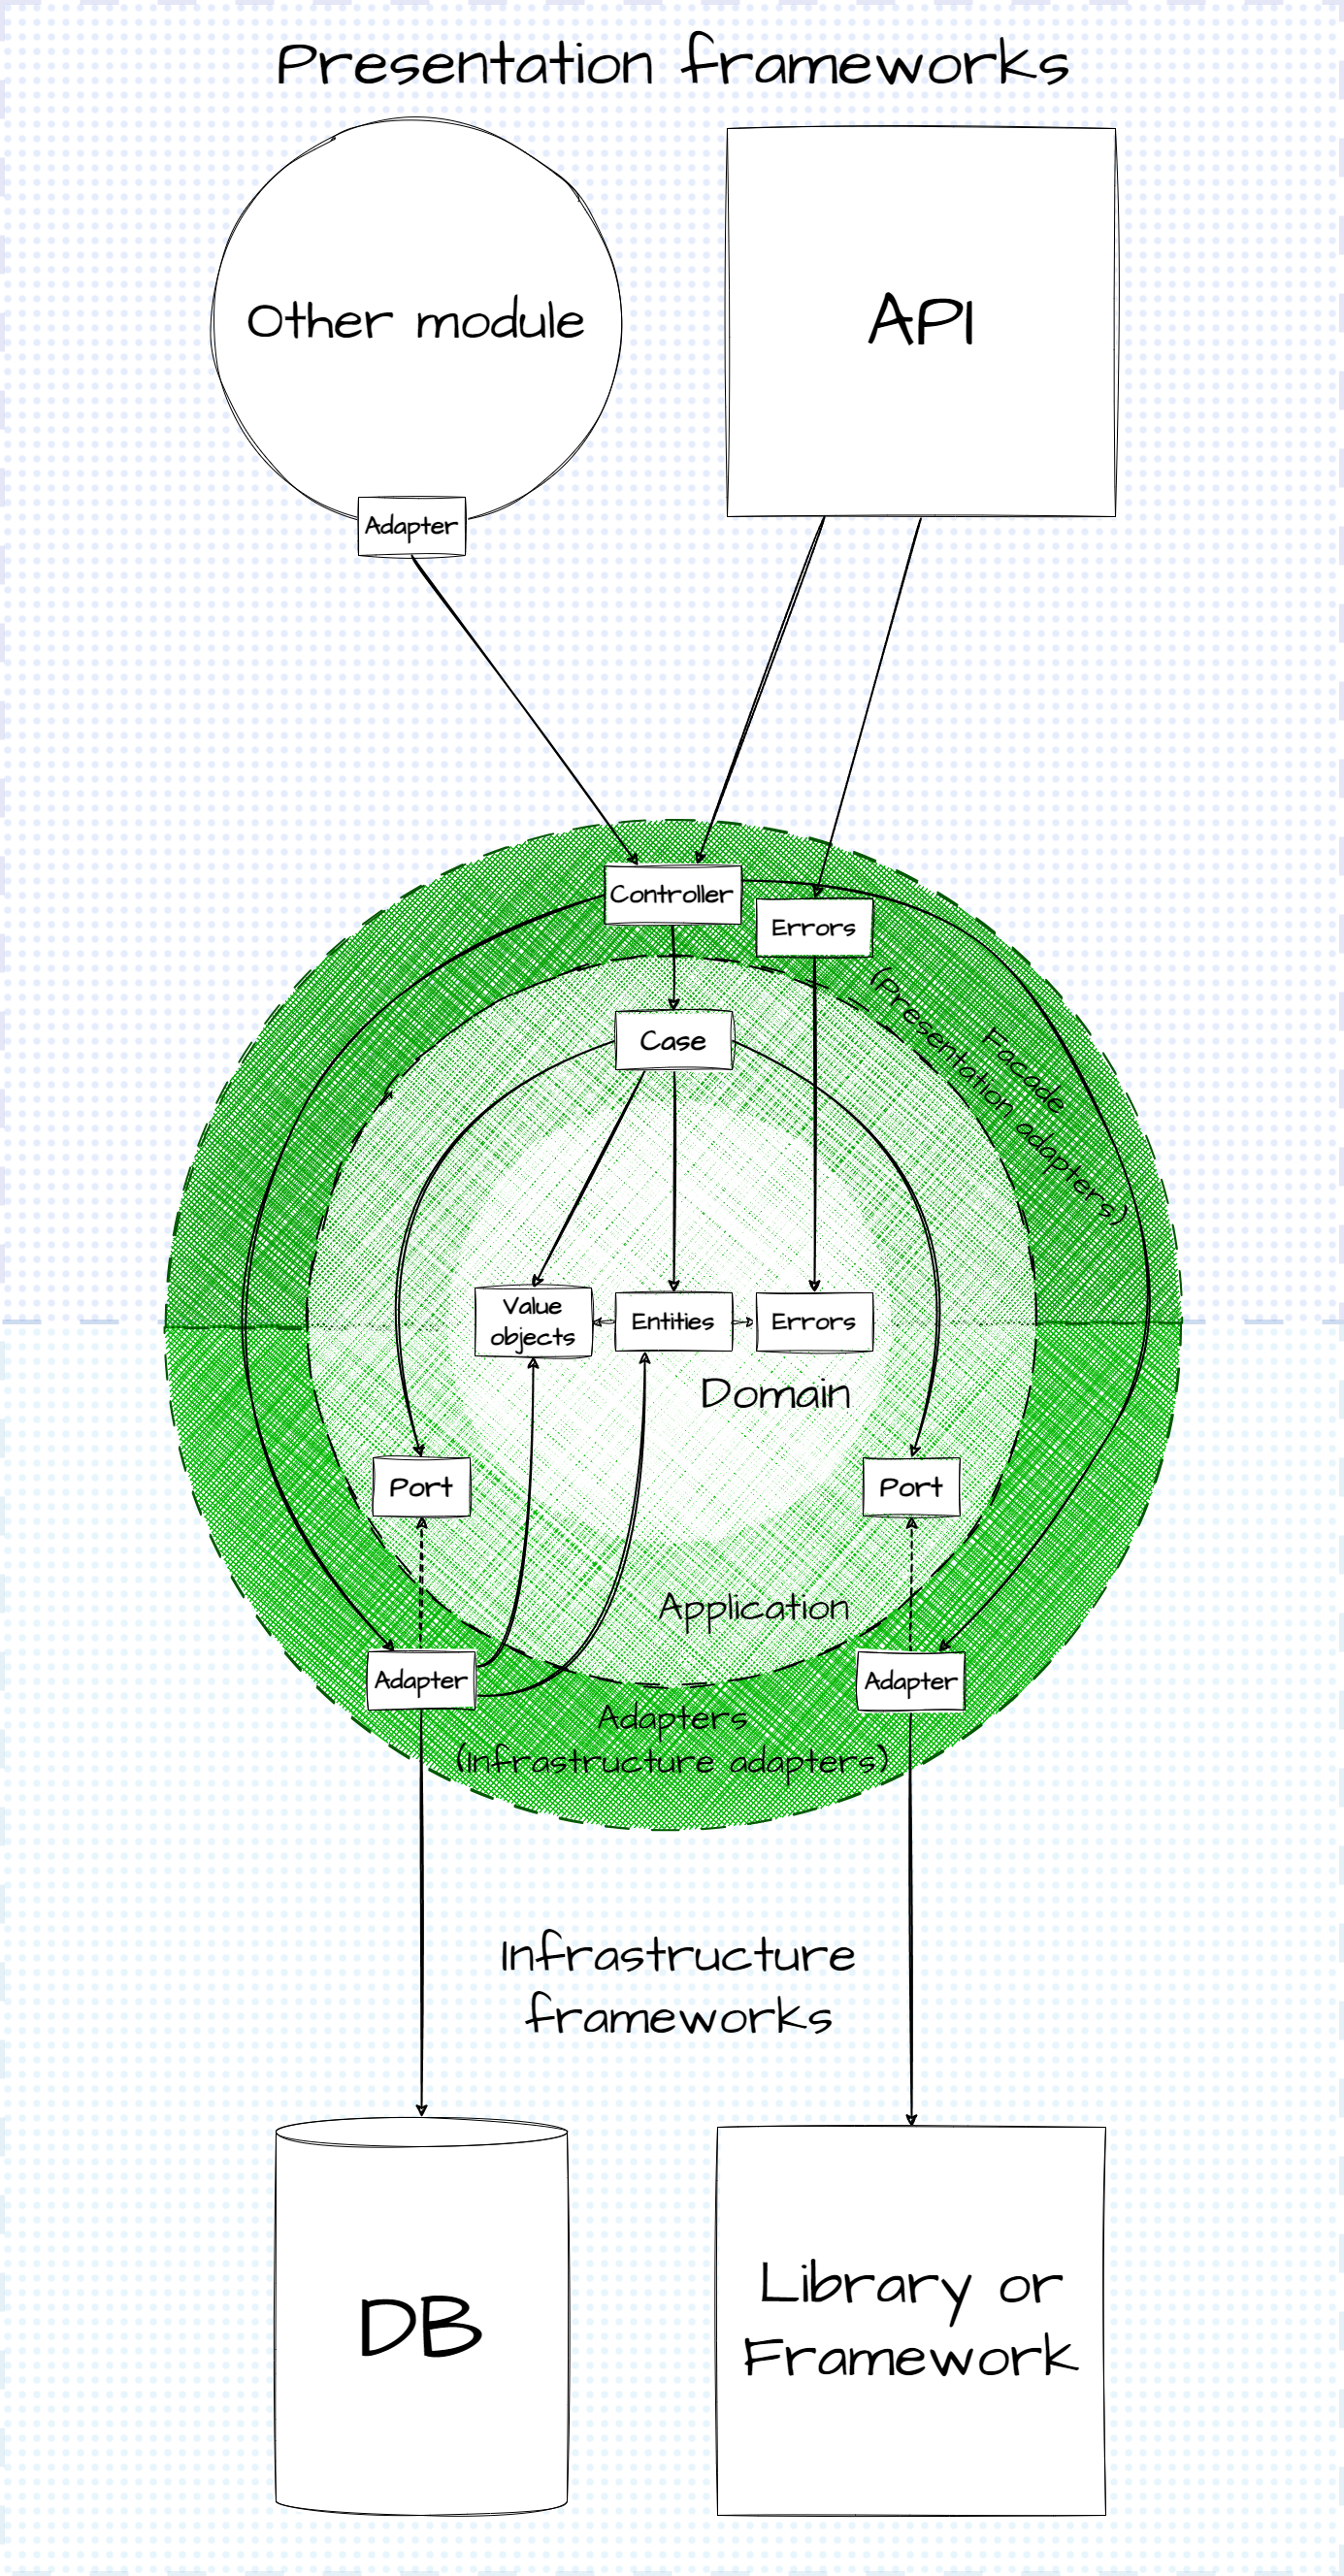 Presentation frameworks
Other module
API
Adapter
Controller
Errors
(Presentation adapters)
Facade
Case
Value
objects
Entities
Errors
Domain
Port
Port
Application
Adapter
Adapter
Adapters
(Infrastructure adapters)
Infrastructure
frameworks
DB
Library or
Framework